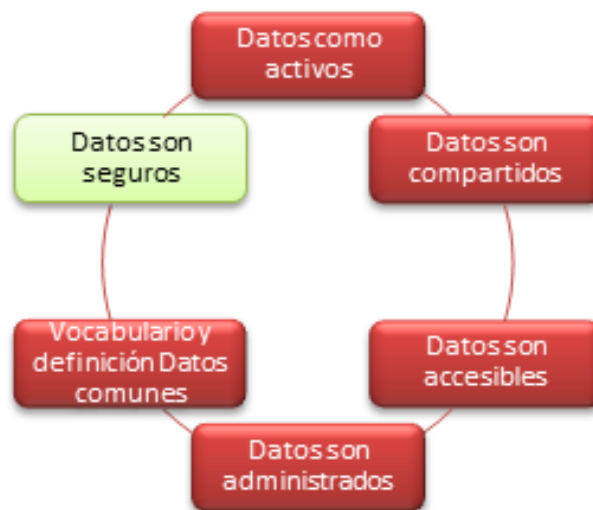 Datos como
activos
Datos son
compartidos
Datos son
accesibles
Datos son
administrados
Vocabulario y
definición Datos
comunes
Datos son
seguros